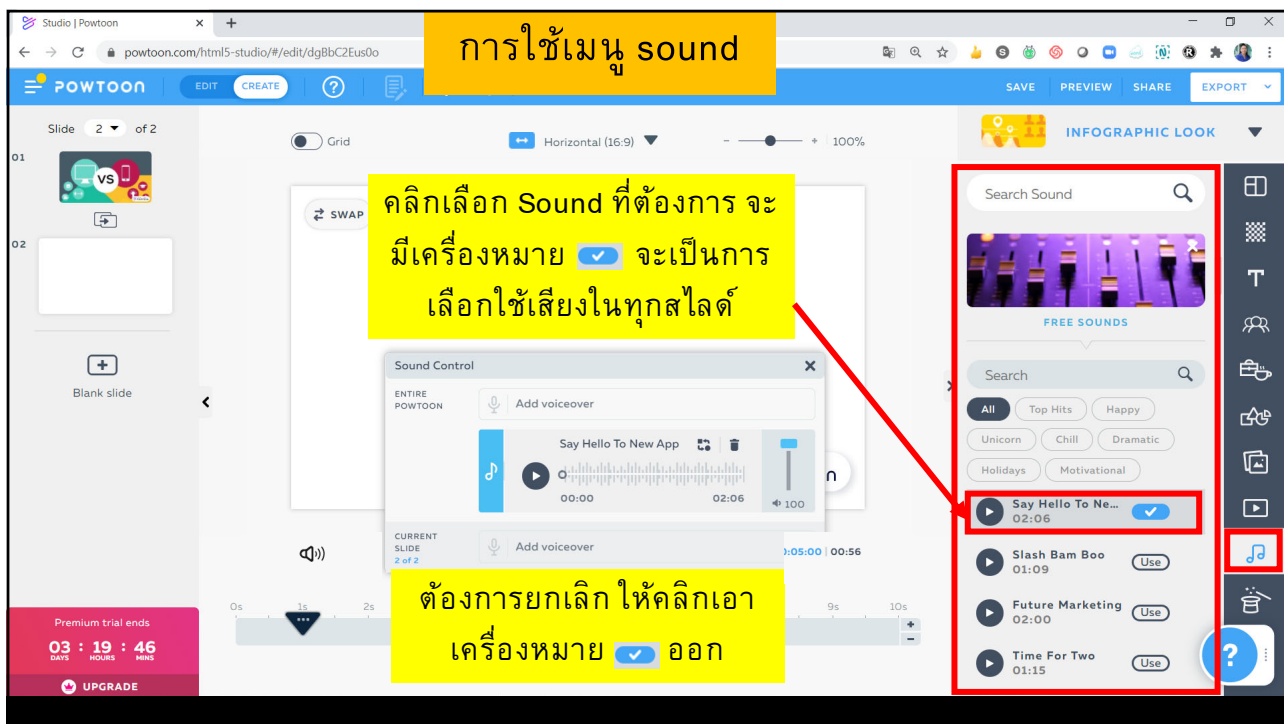 Studio | Powtoon
powtoon.com/html5-studio/#/edit/dgBbC2Eus0o
การใช้เมนู sound
POWTOON
EDIT
CREATE
SAVE
PREVIEW
SHARE
EXPORT
Slide 2 of 2
Grid
Horizontal (16:9)
- + 100%
INFOGRAPHIC LOOK
01
VS
02
Blank slide
SWAP
คลิกเลือก Sound ที่ต้องการ จะ
มีเครื่องหมาย จะเป็นการ
เลือกใช้เสียงในทุกสไลด์
Sound Control
ENTIRE
POWTOON
Add voiceover
Say Hello To New App
00:00 02:06
100
CURRENT
SLIDE
2 of 2
Add voiceover
0:05:00 00:56
ต้องการยกเลิก ให้คลิกเอา
เครื่องหมาย ออก
0s 1s 2s 9s 10s
Premium trial ends
03 : 19 : 46
DAYS HOURS MINS
UPGRADE
Search Sound
FREE SOUNDS
Search
All Top Hits Happy
Unicorn Chill Dramatic
Holidays Motivational
Say Hello To Ne...
02:06
Slash Bam Boo
01:09
Use
Future Marketing
02:00
Use
Time For Two
01:15
Use